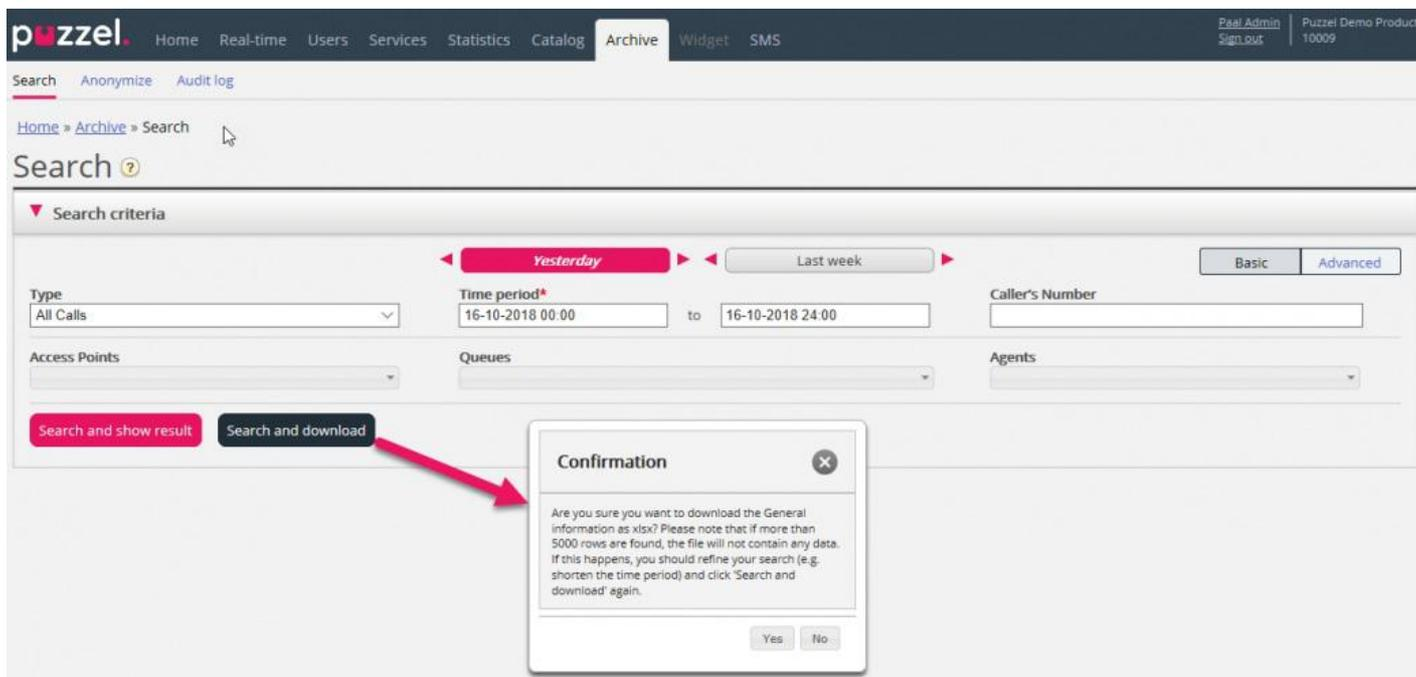 puzzel.
Home Real-time Users Services Statistics Catalog Archive Widget SMS
Paal Admin
Sign out
Puzzel Demo Product
10009
Search Anonymize Audit log
Home » Archive » Search
Search ?
Search criteria
Yesterday Last week Basic Advanced
Type Time period* Caller's Number
All Calls 16-10-2018 00:00 to 16-10-2018 24:00
Access Points Queues Agents
Search and show result Search and download
Confirmation
Are you sure you want to download the General
information as xlsx? Please note that if more than
5000 rows are found, the file will not contain any data.
If this happens, you should refine your search (e.g.
shorten the time period) and click 'Search and
download' again.
Yes No